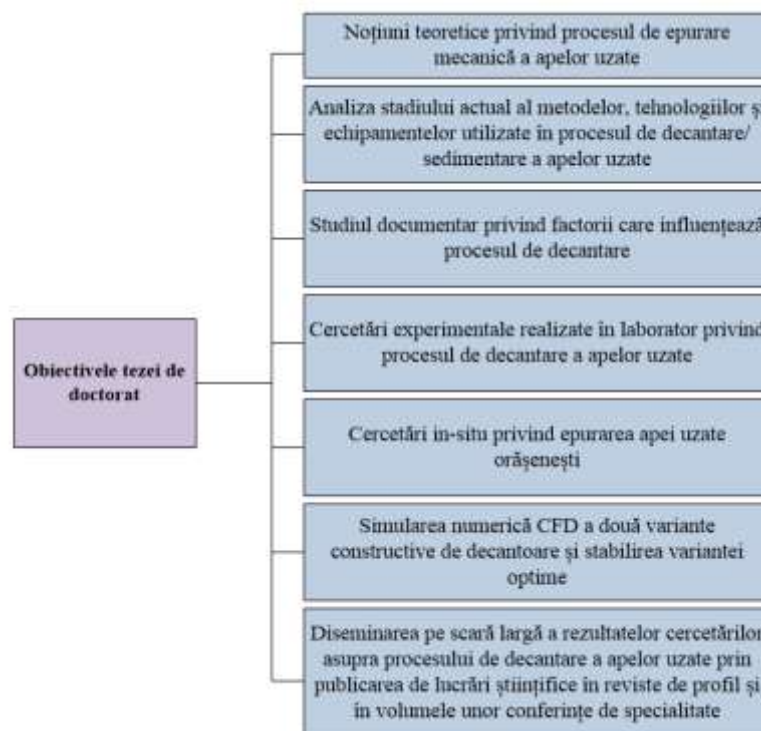 Noțiuni teoretice privind procesul de epurare
mecanică a apelor uzate
Analiza stadiului actual al metodelor, tehnologiilor ș
echipamentelor utilizate în procesul de decantare/
sedimentare a apelor uzate
Studiul documentar privind factorii care influențează
procesul de decantare
Cercetări experimentale realizate în laborator privind
procesul de decantare a apelor uzate
Obiectivele tezei de
doctorat
Cercetări in-situ privind epurarea apei uzate
orășenești
Simularea numerică CFD a două variante
constructive de decantoare și stabilirea variantei
optime
Diseminarea pe scară largă a rezultatelor cercetărilor
asupra procesului de decantare a apelor uzate prin
publicarea de lucrări științifice în reviste de profil și
în volumele unor conferințe de specialitate